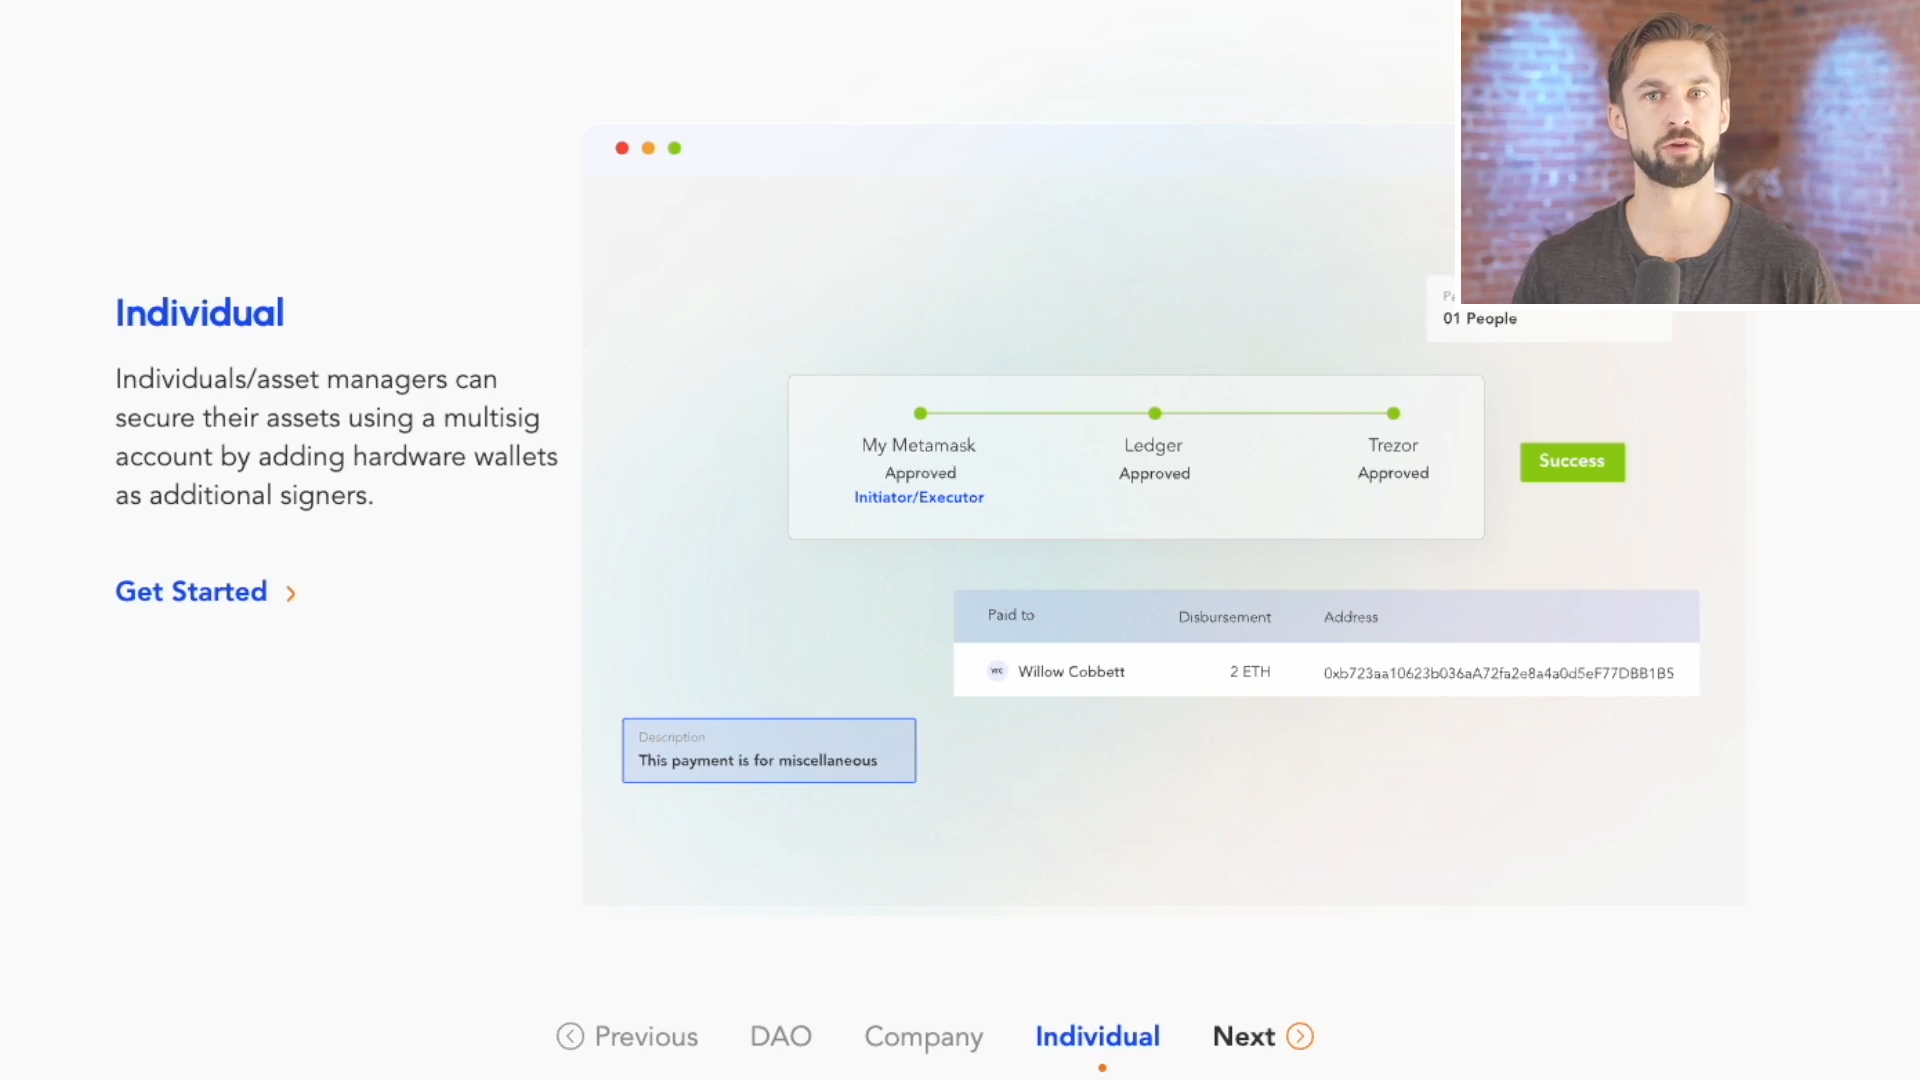 Individual
Individuals/asset managers can
secure their assets using a multisig
account by adding hardware wallets
as additional signers.
Get Started
01 People
My Metamask
Approved
Initiator/Executor
Ledger
Approved
Trezor
Approved
Success
Paid to Disbursement Address
Willow Cobbett 2 ETH 0xb723aa10623b036aA72fa2e8a4a0d5eF77DBB1B5
Description
This payment is for miscellaneous
Previous DAO Company Individual Next